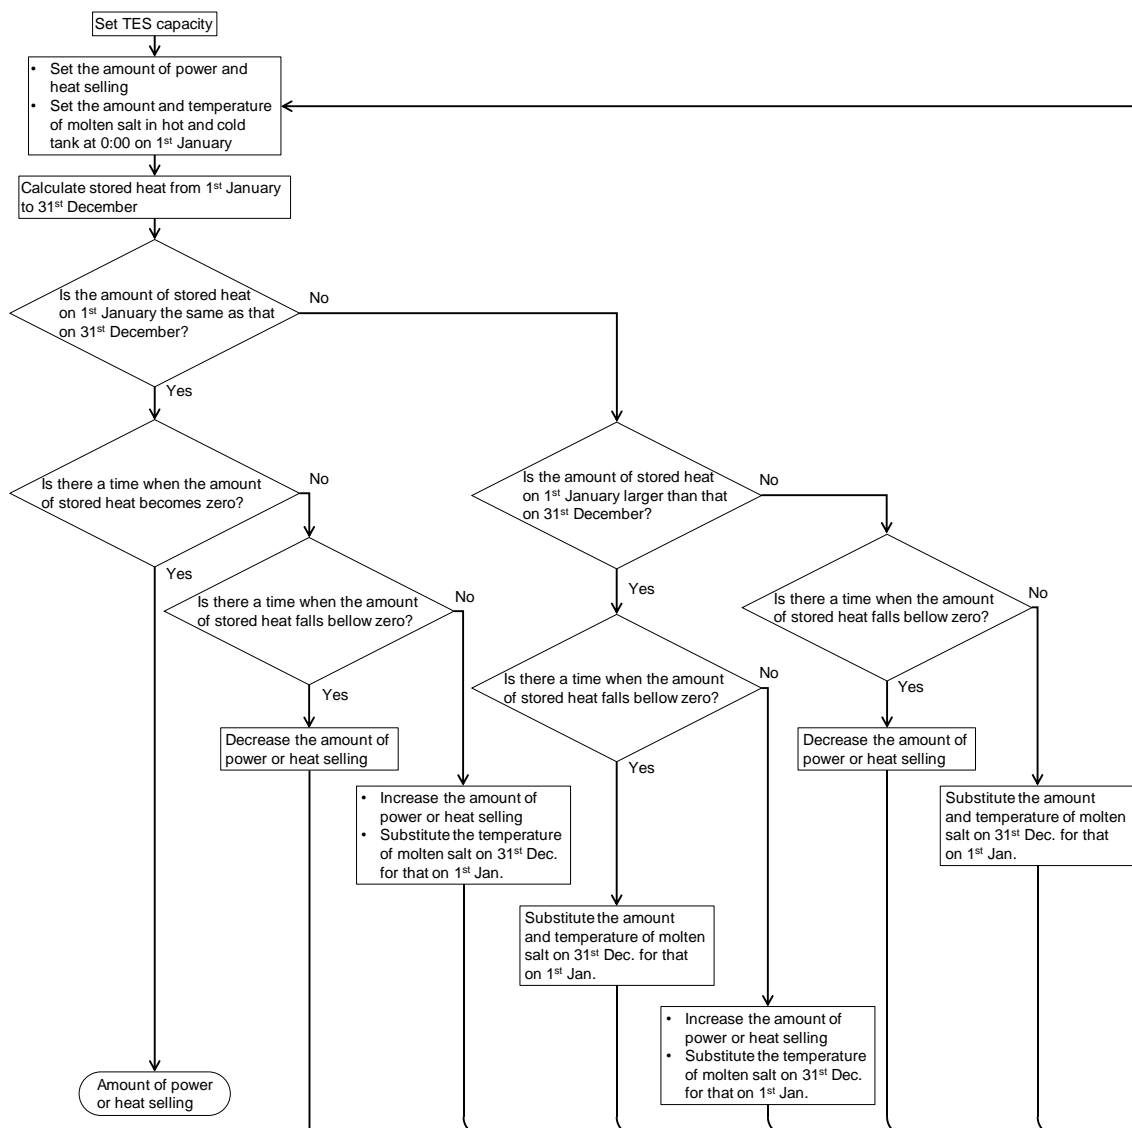 Set TES capacity
• Set the amount of power and
heat selling
• Set the amount and temperature
of molten salt in hot and cold
tank at 0:00 on 1st January
Calculate stored heat from 1st January
to 31st December
Is the amount of stored heat
on 1st January the same as that
on 31st December?
No
Yes
Is there a time when the amount
of stored heat becomes zero?
No
Yes
Is the amount of stored heat
on 1st January larger than that
on 31st December?
No
Yes
Is there a time when the amount
of stored heat falls bellow zero?
No
Yes
Is there a time when the amount
of stored heat falls bellow zero?
No
Yes
Is there a time when the amount
of stored heat falls bellow zero?
No
Yes
Decrease the amount of
power or heat selling
• Increase the amount of
power or heat selling
• Substitute the temperature
of molten salt on 31st Dec.
for that on 1st Jan.
Decrease the amount of
power or heat selling
Substitute the amount
and temperature of molten
salt on 31st Dec. for that
on 1st Jan.
Substitute the amount
and temperature of molten
salt on 31st Dec. for that
on 1st Jan.
• Increase the amount of
power or heat selling
• Substitute the temperature
of molten salt on 31st Dec.
for that on 1st Jan.
Amount of power
or heat selling